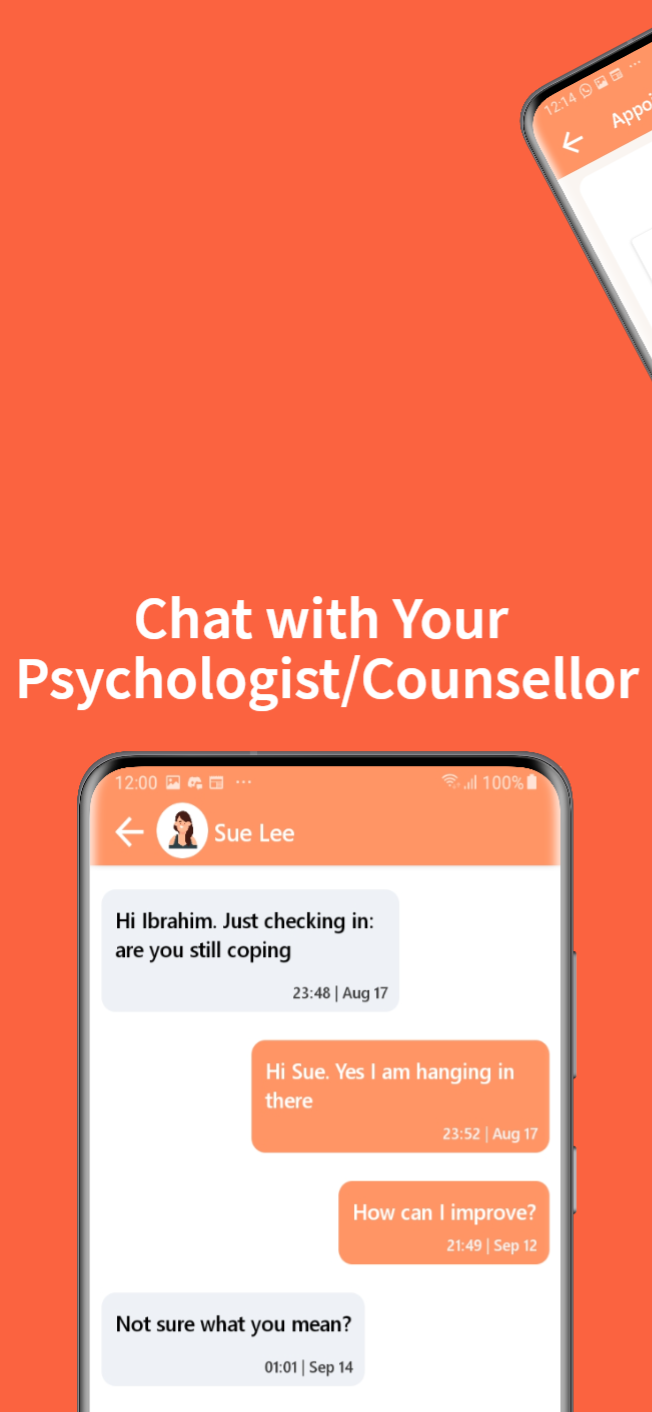 12:14
Chat with Your
Psychologist/Counsellor
12:00
100%
Sue Lee
Hi Ibrahim. Just checking in:
are you still coping
23:48 | Aug 17
Hi Sue. Yes I am hanging in
there
23:52 | Aug 17
How can I improve?
21:49 | Sep 12
Not sure what you mean?
01:01 | Sep 14